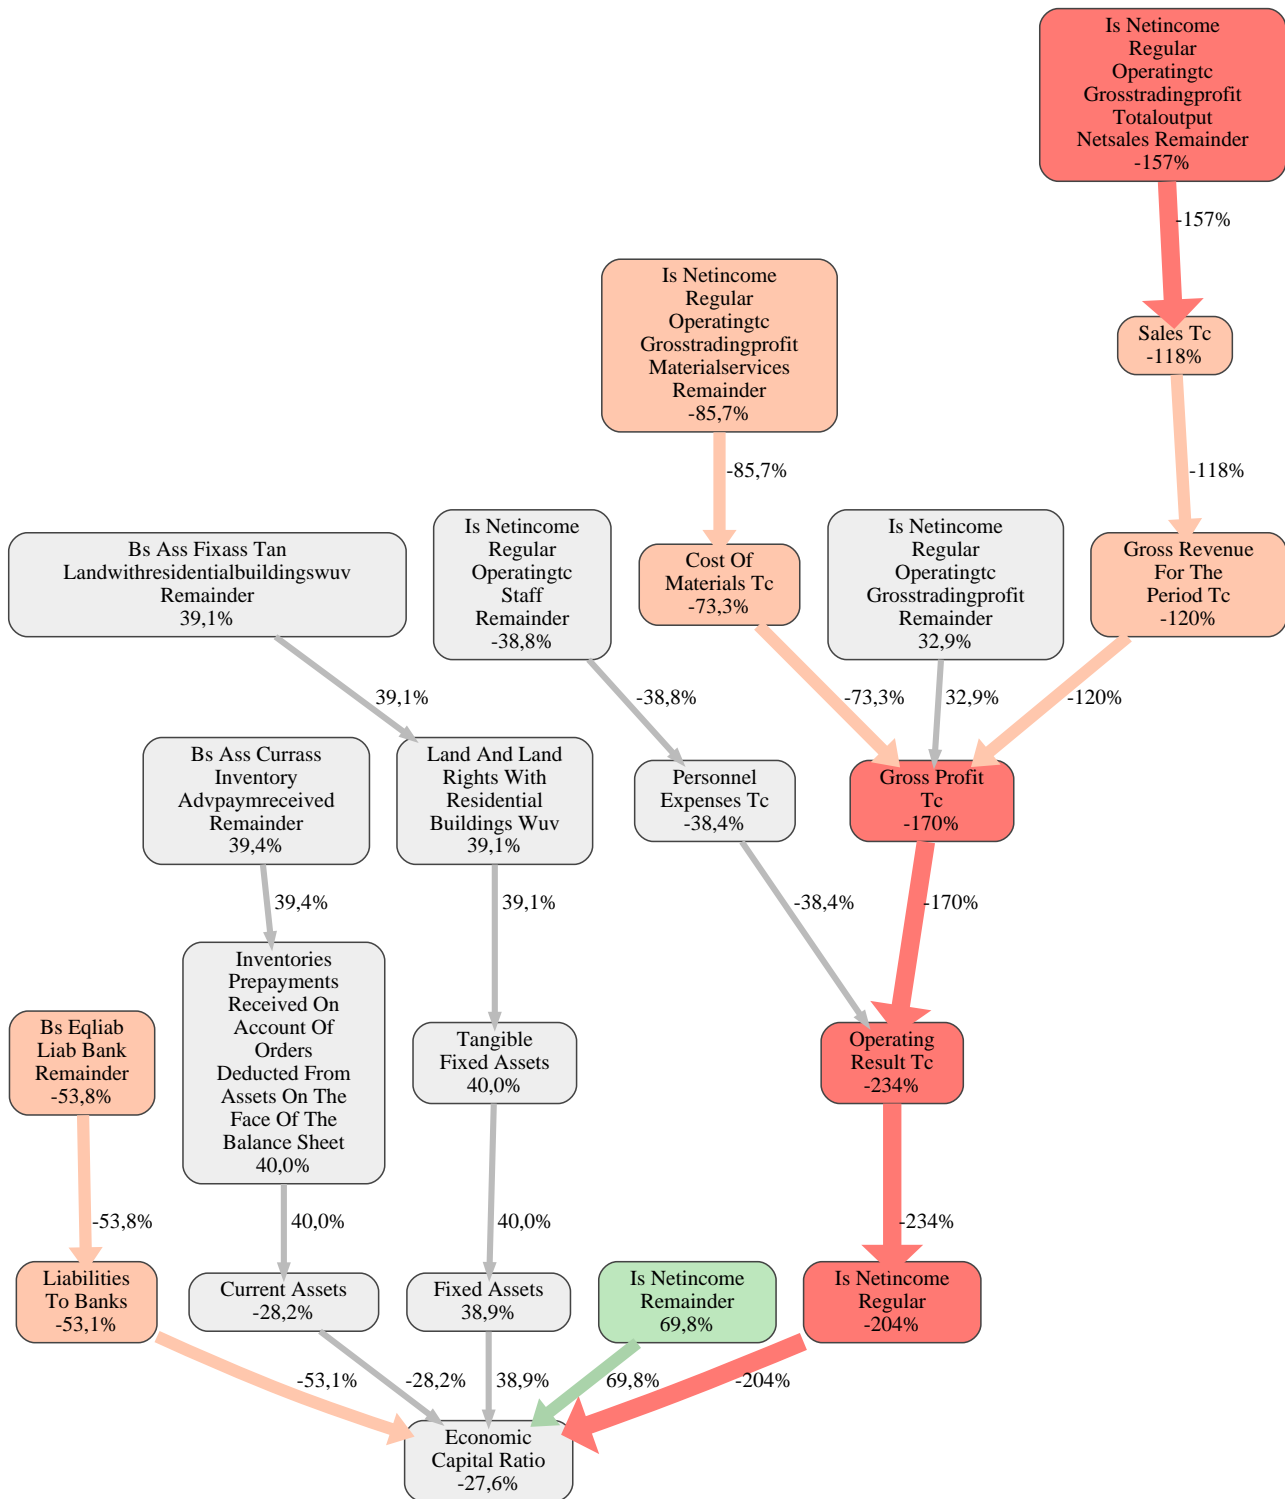 Is Netincome
Regular
Operatingtc
Grosstradingprofit
Totaloutput
Netsales Remainder
-157%
-157%
Is Netincome
Regular
Operatingtc
Grosstradingprofit
Materialservices
Remainder
-85,7%
Sales Tc
-118%
-85,7%
-118%
Bs Ass Fixass Tan
Landwithresidentialbuildingswuv
Remainder
39,1%
Is Netincome
Regular
Operatingtc
Staff
Remainder
-38,8%
Cost Of
Materials Tc
-73,3%
Is Netincome
Regular
Operatingtc
Grosstradingprofit
Remainder
32,9%
Gross Revenue
For The
Period Tc
-120%
39,1%
-38,8%
-73,3%
32,9%
-120%
Bs Ass Currass
Inventory
Advpaymreceived
Remainder
39,4%
Land And Land
Rights With
Residential
Buildings Wuv
39,1%
Personnel
Expenses Tc
-38,4%
Gross Profit
Tc
-170%
39,4%
39,1%
-38,4%
-170%
Bs Eqliab
Liab Bank
Remainder
-53,8%
Inventories
Prepayments
Received On
Account Of
Orders
Deducted From
Assets On The
Face Of The
Balance Sheet
40,0%
Tangible
Fixed Assets
40,0%
Operating
Result Tc
-234%
-53,8%
40,0%
40,0%
-234%
Liabilities
To Banks
-53,1%
Current Assets
-28,2%
Fixed Assets
38,9%
Is Netincome
Remainder
69,8%
Is Netincome
Regular
-204%
-53,1%
-28,2%
38,9%
69,8%
-204%
Economic
Capital Ratio
-27,6%